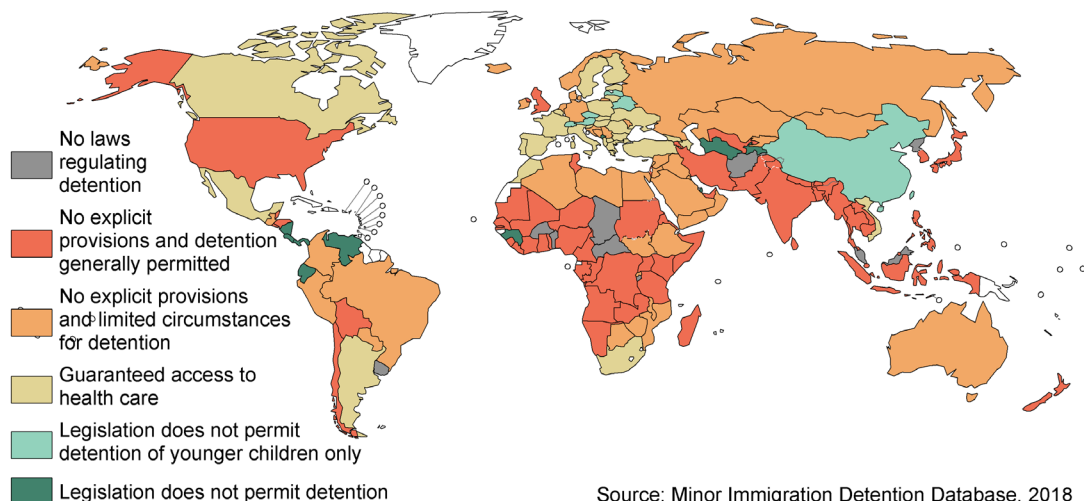 No laws
regulating
detention
No explicit
provisions and detention
generally permitted
No explicit provisions
and limited circumstances
for detention
Guaranteed access to
health care
Legislation does not permit
detention of younger children only
Legislation does not permit detention
Source: Minor Immigration Detention Database, 2018